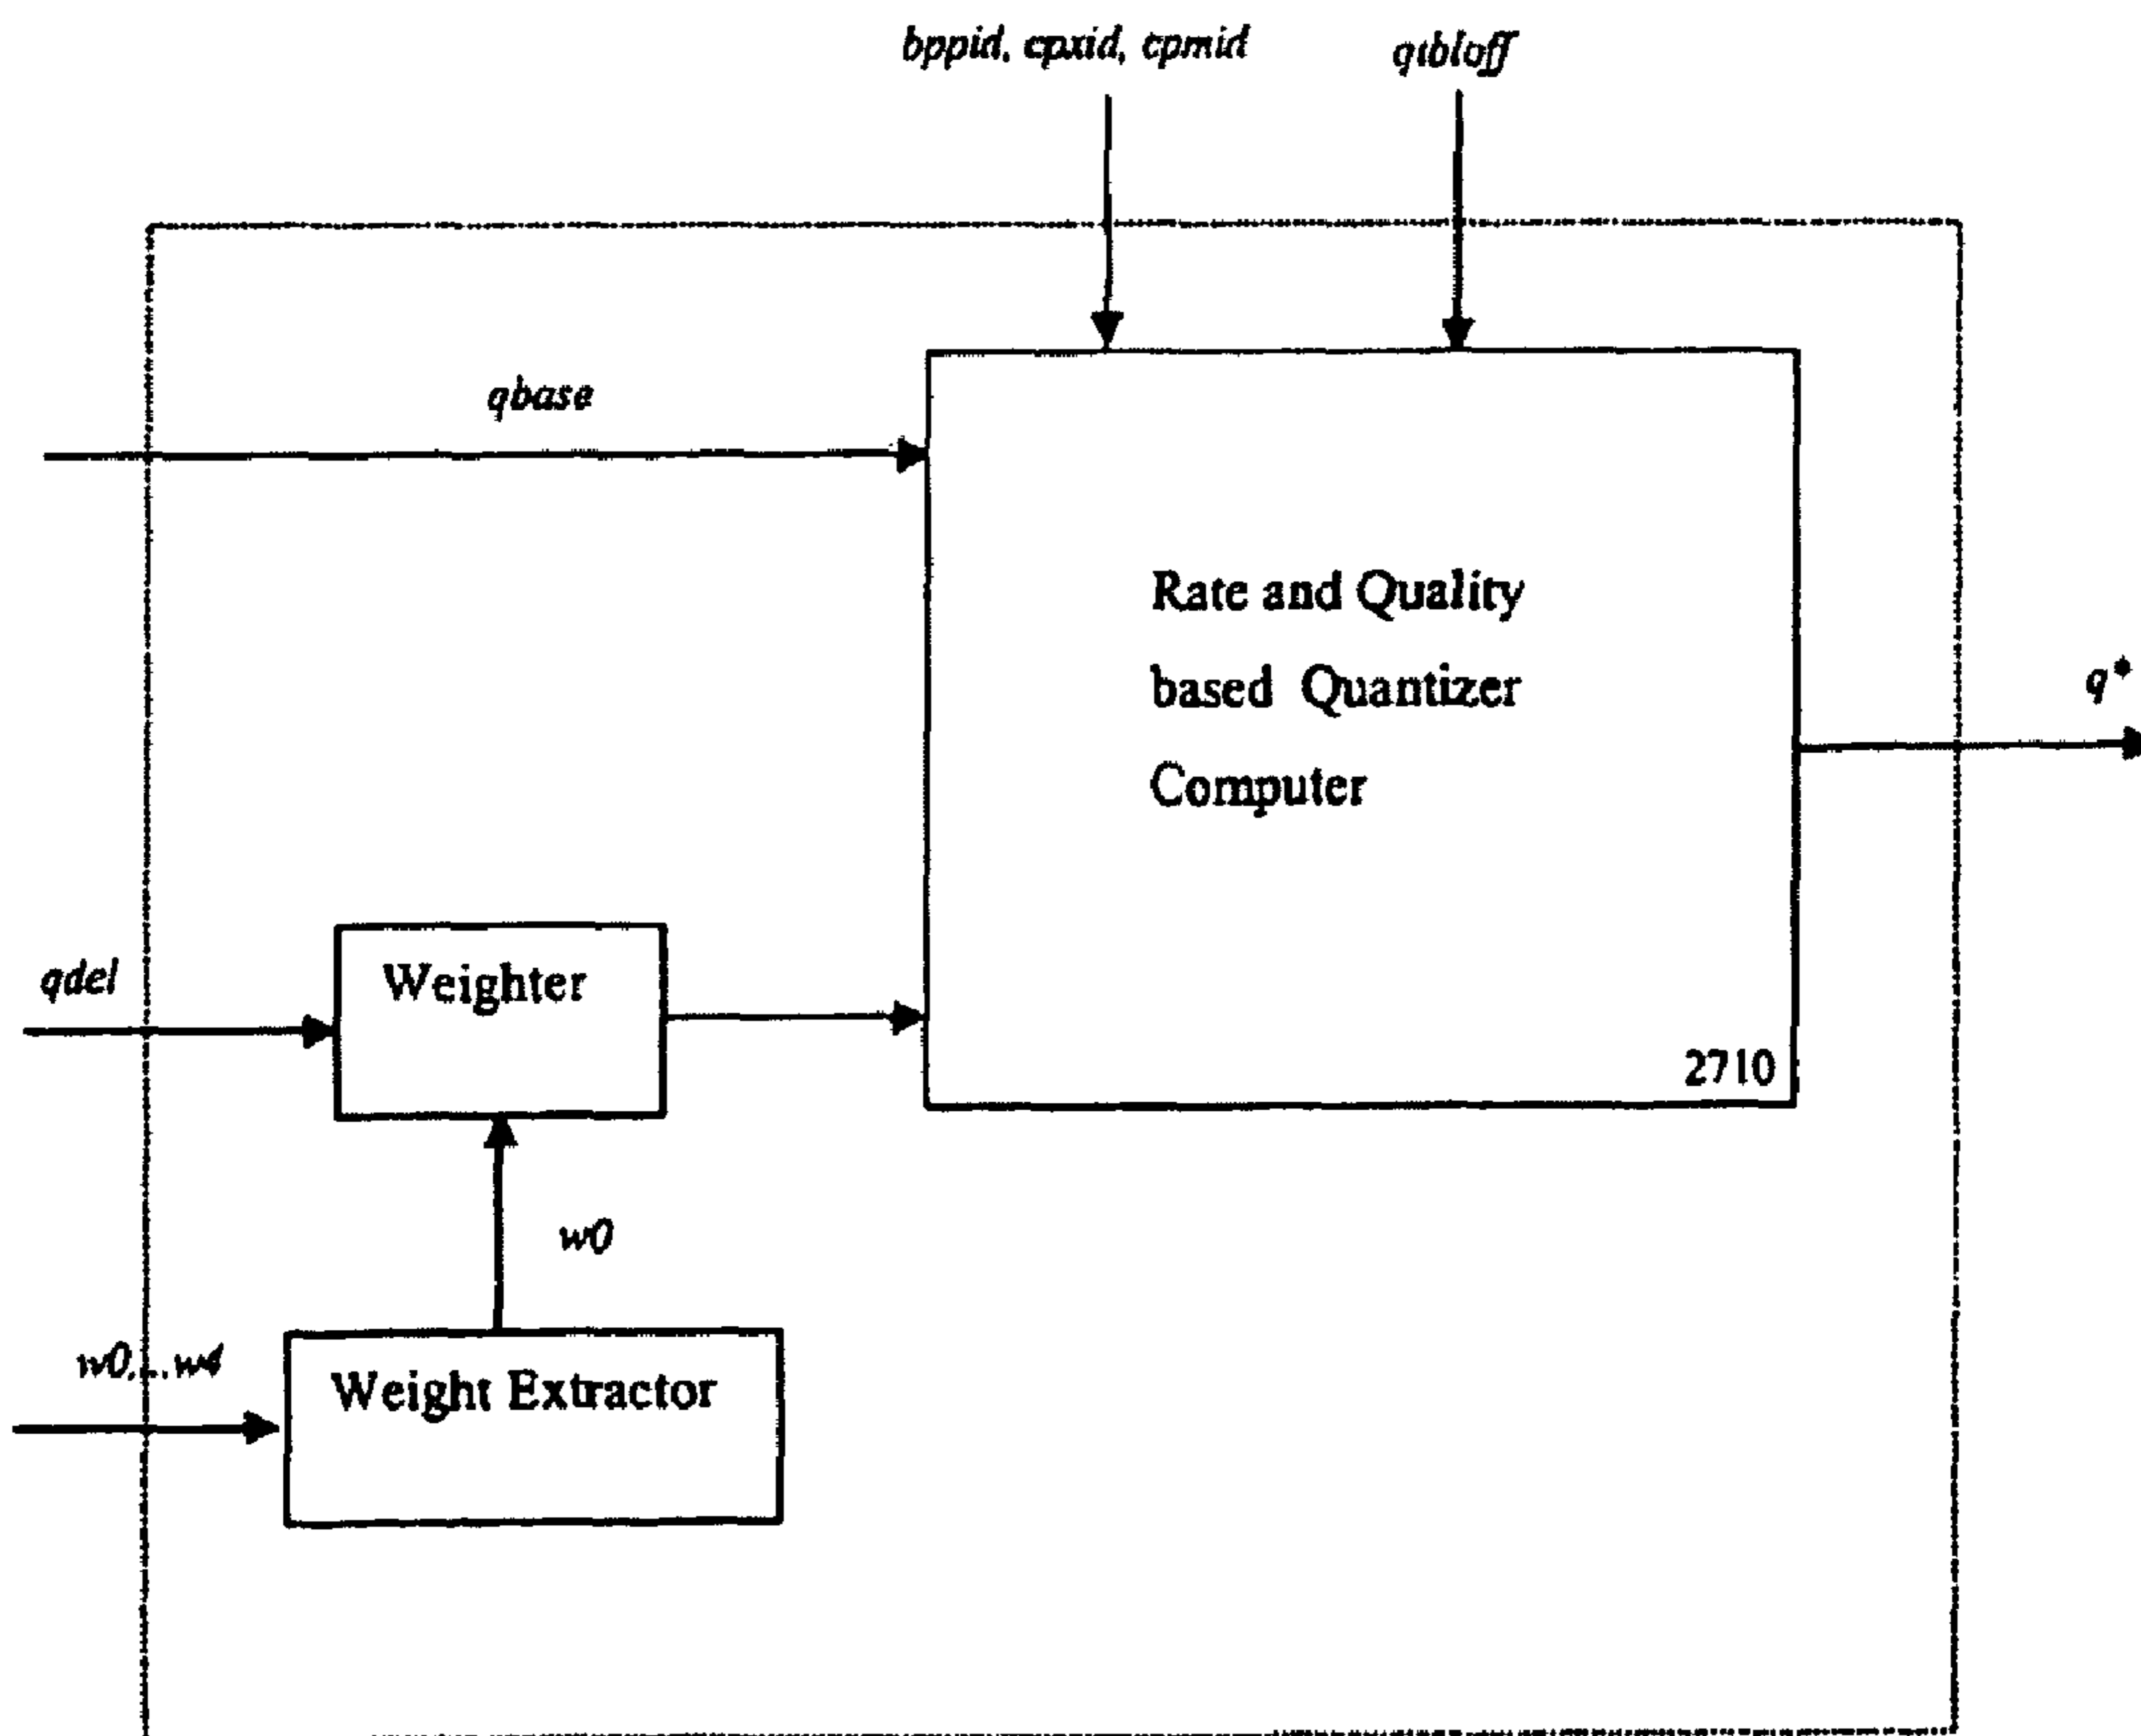 bppid, cpxid, cpmid
qtbloff
qbase
Rate and Quality
based Quantizer
Computer
q*
qdel
Weighter
2710
w0
w0,...w4
Weight Extractor